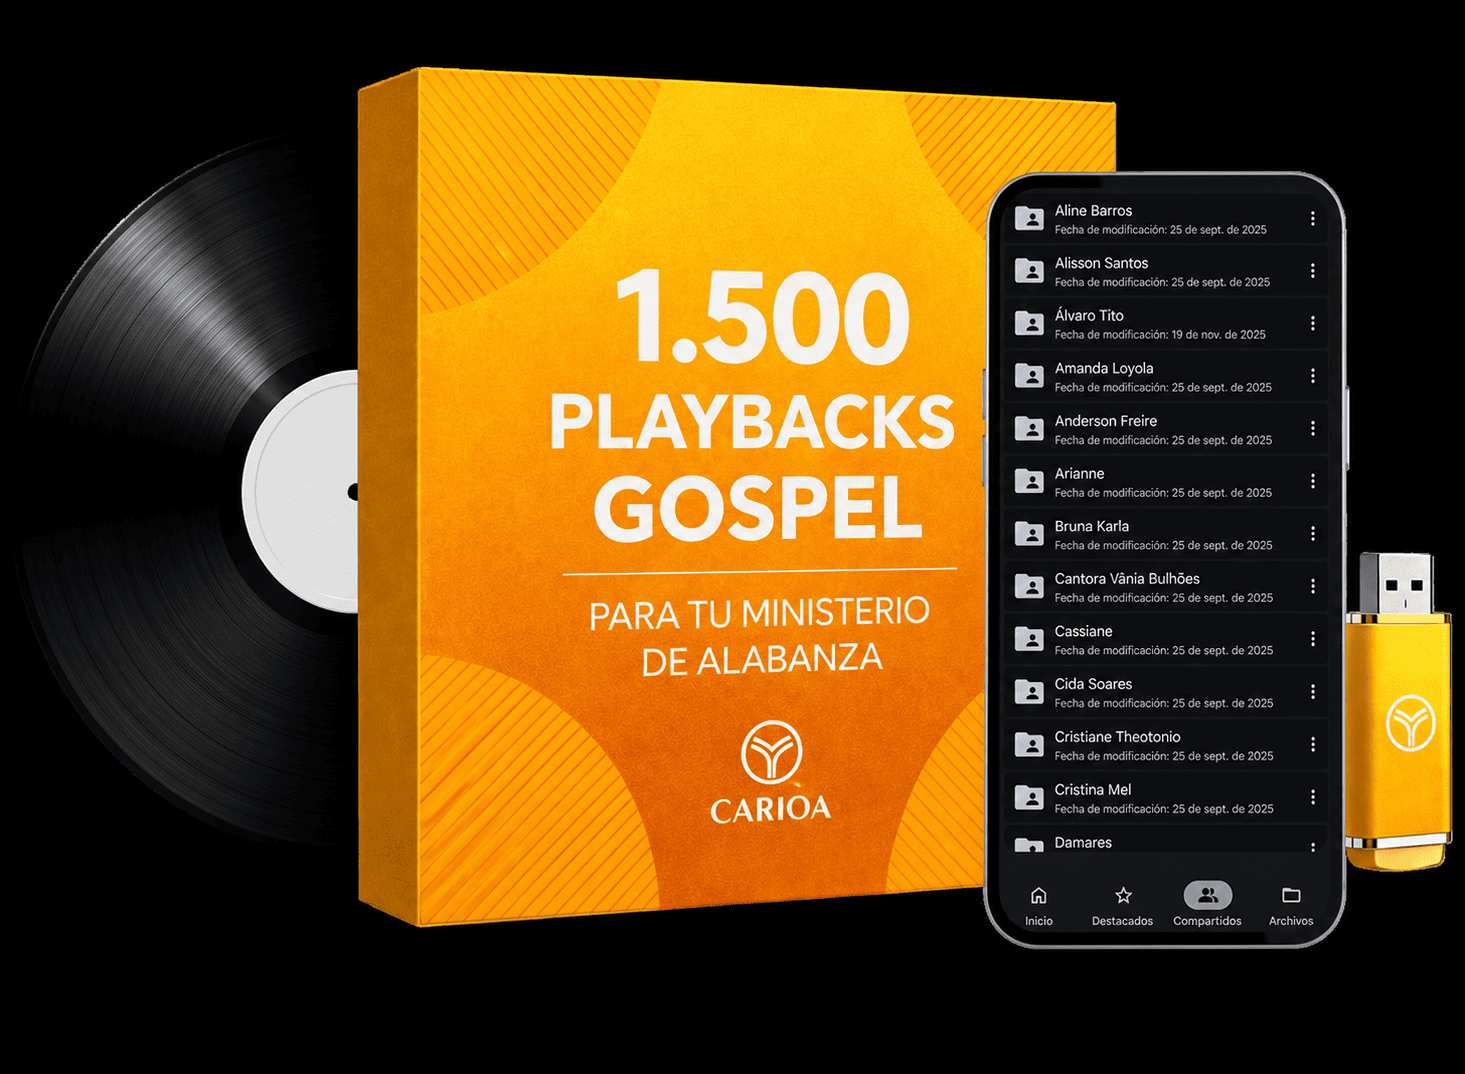 1.500
PLAYBACKS
GOSPEL
PARA TU MINISTERIO
DE ALABANZA
CARIOA
Aline Barros
Fecha de modificación: 25 de sept. de 2025
Alisson Santos
Fecha de modificación: 25 de sept. de 2025
Álvaro Tito
Fecha de modificación: 19 de nov. de 2025
Amanda Loyola
Fecha de modificación: 25 de sept. de 2025
Anderson Freire
Fecha de modificación: 25 de sept. de 2025
Arianne
Fecha de modificación: 25 de sept. de 2025
Bruna Karla
Fecha de modificación: 25 de sept. de 2025
Cantora Vânia Bulhões
Fecha de modificación: 25 de sept. de 2025
Cassiane
Fecha de modificación: 25 de sept. de 2025
Cida Soares
Fecha de modificación: 25 de sept. de 2025
Cristiane Theotonio
Fecha de modificación: 25 de sept. de 2025
Cristina Mel
Fecha de modificación: 25 de sept. de 2025
Damares
Inicio
Destacados
Compartidos
Archivos